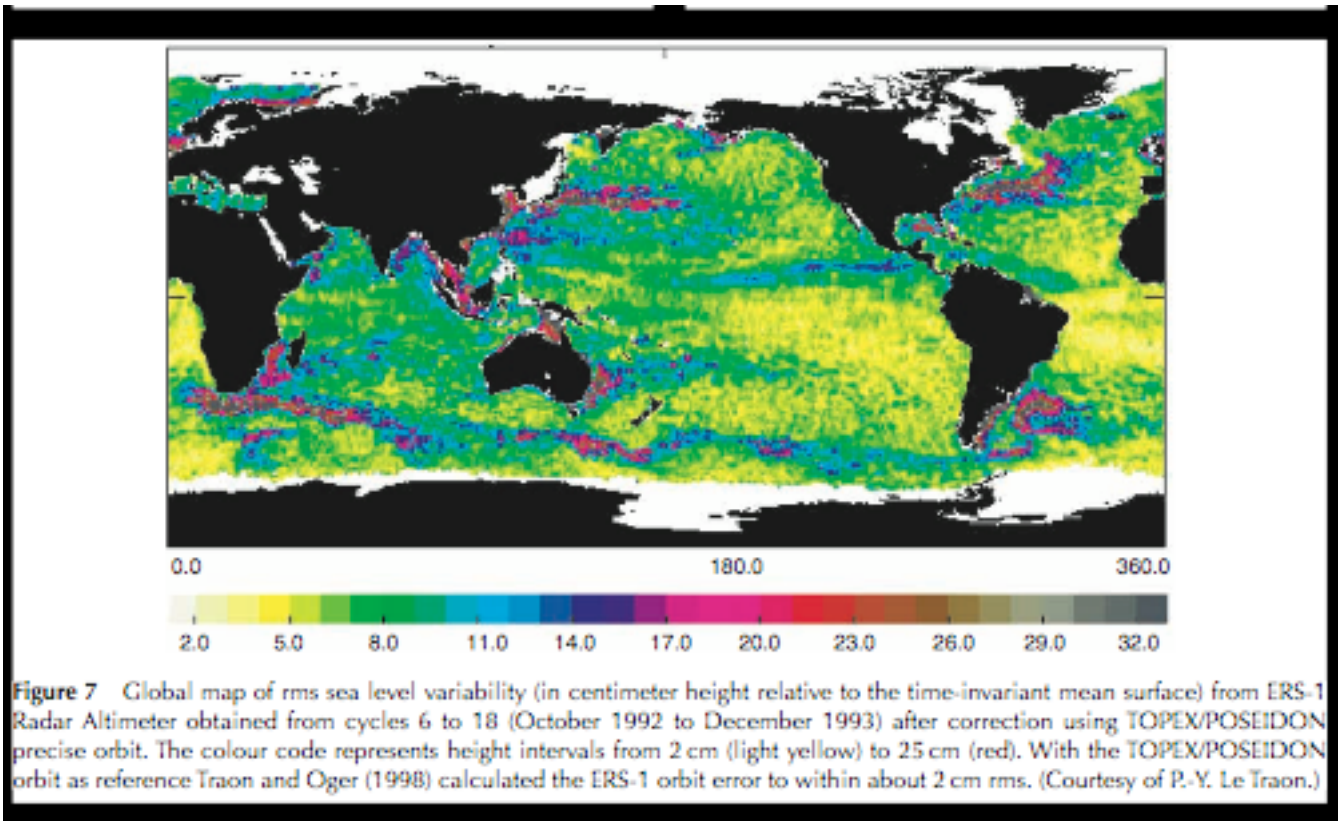 0.0 180.0 360.0
2.0 5.0 8.0 11.0 14.0 17.0 20.0 23.0 26.0 29.0 32.0
Figure 7 Global map of rms sea level variability (in centimeter height relative to the time-invariant mean surface) from ERS-1
Radar Altimeter obtained from cycles 6 to 18 (October 1992 to December 1993) after correction using TOPEX/POSEIDON
precise orbit. The colour code represents height intervals from 2 cm (light yellow) to 25 cm (red). With the TOPEX/POSEIDON
orbit as reference Traon and Oger (1998) calculated the ERS-1 orbit error to within about 2 cm rms. (Courtesy of P.-Y. Le Traon.)